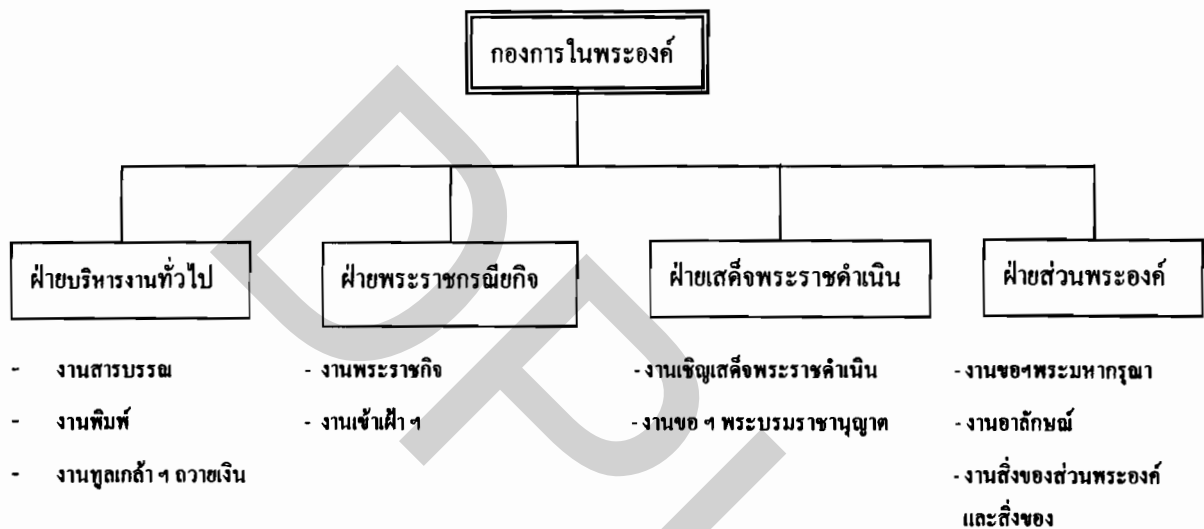 กองการในพระองค์
ฝ่ายบริหารงานทั่วไป
ฝ่ายพระราชกรณียกิจ
ฝ่ายเสด็จพระราชดำเนิน
ฝ่ายส่วนพระองค์
- งานสารบรรณ
- งานพิมพ์
- งานทูลเกล้า ฯ ถวายเงิน
- งานพระราชกิจ
- งานเข้าเฝ้า ฯ
- งานเชิญเสด็จพระราชดำเนิน
- งานขอ ฯ พระบรมราชานุญาต
- งานขอฯพระมหากรุณา
- งานอาลักษณ์
- งานสิ่งของส่วนพระองค์
และสิ่งของ
DPU